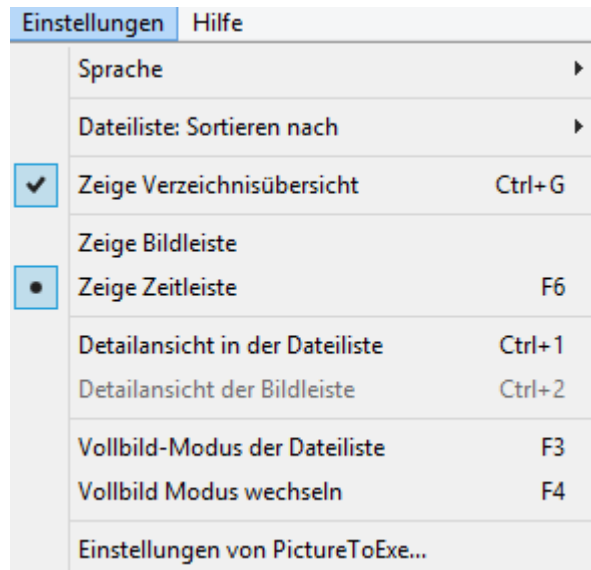 Einstellungen Hilfe
Sprache
Dateiliste: Sortieren nach
Zeige Verzeichnisübersicht Ctrl+G
Zeige Bildleiste
Zeige Zeitleiste F6
Detailansicht in der Dateiliste Ctrl+1
Detailansicht der Bildleiste Ctrl+2
Vollbild-Modus der Dateiliste F3
Vollbild Modus wechseln F4
Einstellungen von PictureToExe...